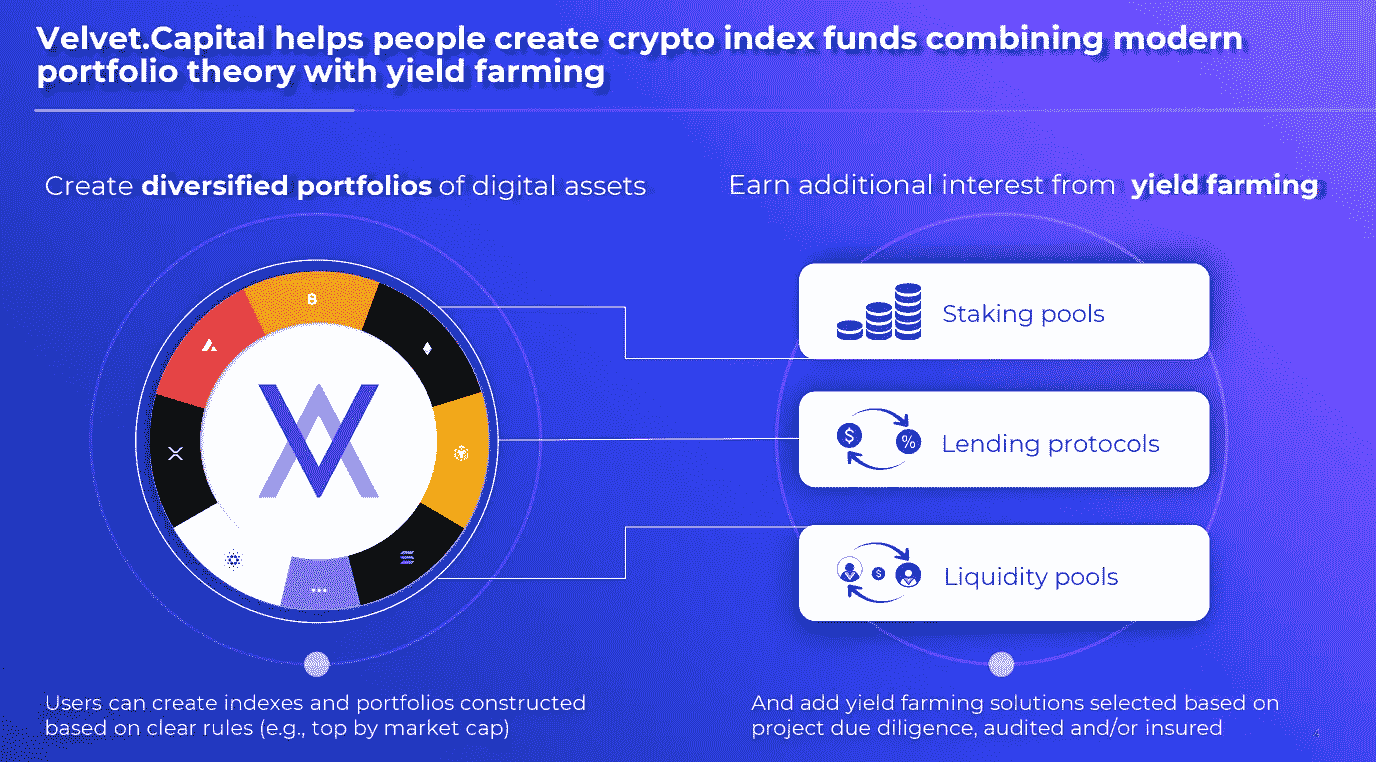 Velvet.Capital helps people create crypto index funds combining modern
portfolio theory with yield farming
Create diversified portfolios of digital assets
Earn additional interest from yield farming
Staking pools
Lending protocols
Liquidity pools
Users can create indexes and portfolios constructed
based on clear rules (e.g., top by market cap)
And add yield farming solutions selected based on
project due diligence, audited and/or insured